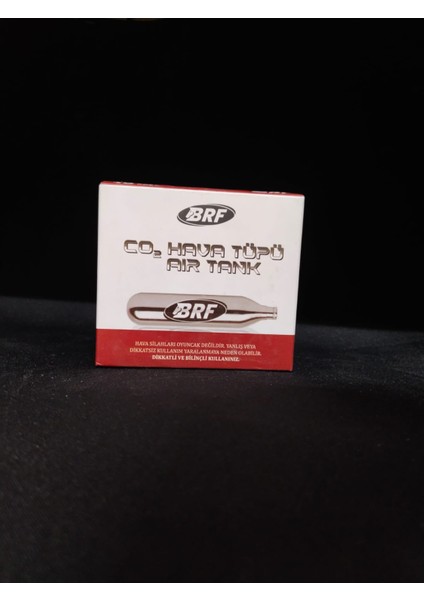 BRF
CO₂ HAVA TÜPÜ
AIR TANK
BRF
HAVA SİLAHLARI OYUNCAK DEĞİLDİR. YANLIŞ VEYA
DİKKATSİZ KULLANIM YARALANMAYA NEDEN OLABİLİR.
DİKKATLİ VE BİLİNÇLİ KULLANINIZ.